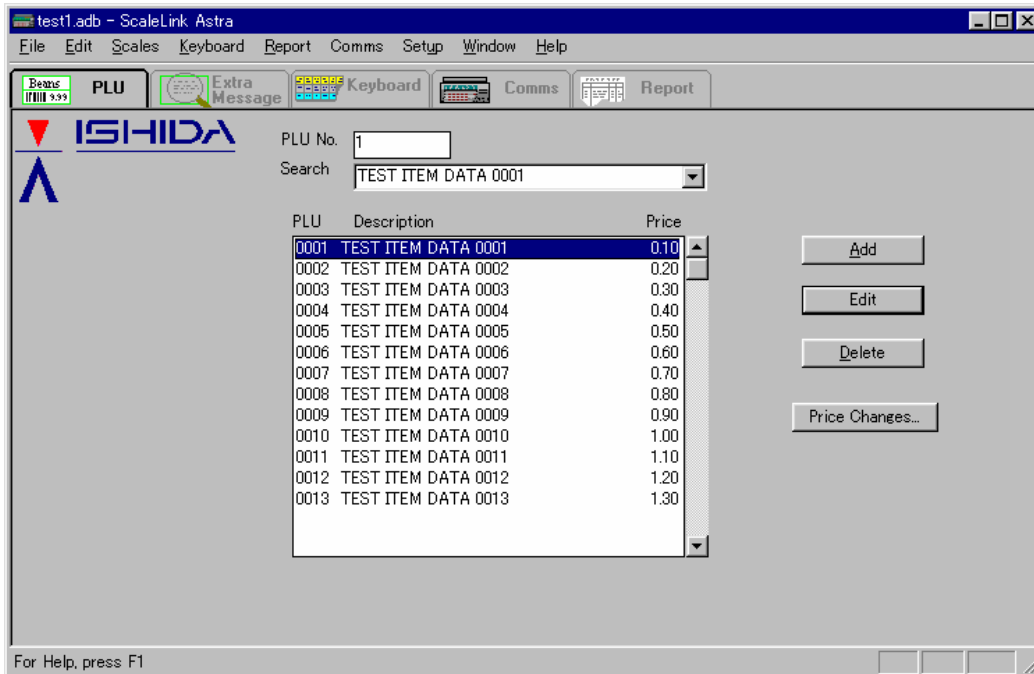 test1.adb - ScaleLink Astra
File Edit Scales Keyboard Report Comms Setup Window Help
Beans 9.99 PLU Extra Message Keyboard Comms Report
ISHIDA
PLU No. 1
Search TEST ITEM DATA 0001
PLU Description Price
0001 TEST ITEM DATA 0001 0.10
0002 TEST ITEM DATA 0002 0.20
0003 TEST ITEM DATA 0003 0.30
0004 TEST ITEM DATA 0004 0.40
0005 TEST ITEM DATA 0005 0.50
0006 TEST ITEM DATA 0006 0.60
0007 TEST ITEM DATA 0007 0.70
0008 TEST ITEM DATA 0008 0.80
0009 TEST ITEM DATA 0009 0.90
0010 TEST ITEM DATA 0010 1.00
0011 TEST ITEM DATA 0011 1.10
0012 TEST ITEM DATA 0012 1.20
0013 TEST ITEM DATA 0013 1.30
Add
Edit
Delete
Price Changes...
For Help, press F1